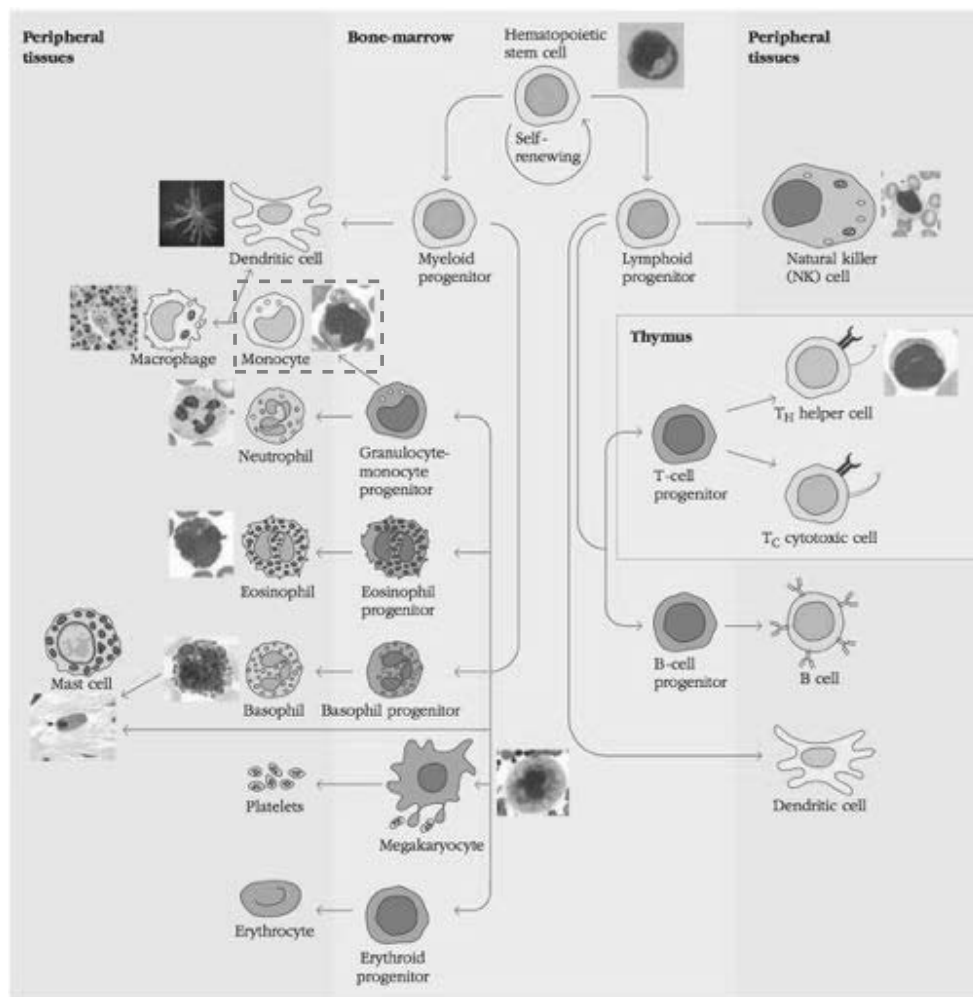 Peripheral
tissues
Bone-marrow
Hematopoietic
stem cell
Peripheral
tissues
Self-
renewing
Dendritic cell
Myeloid
progenitor
Lymphoid
progenitor
Natural killer
(NK) cell
Macrophage
Monocyte
Thymus
TH helper cell
Neutrophil
Granulocyte-
monocyte
progenitor
T-cell
progenitor
TC cytotoxic cell
Eosinophil
Eosinophil
progenitor
Mast cell
Basophil
Basophil progenitor
B-cell
progenitor
B cell
Platelets
Megakaryocyte
Dendritic cell
Erythrocyte
Erythroid
progenitor